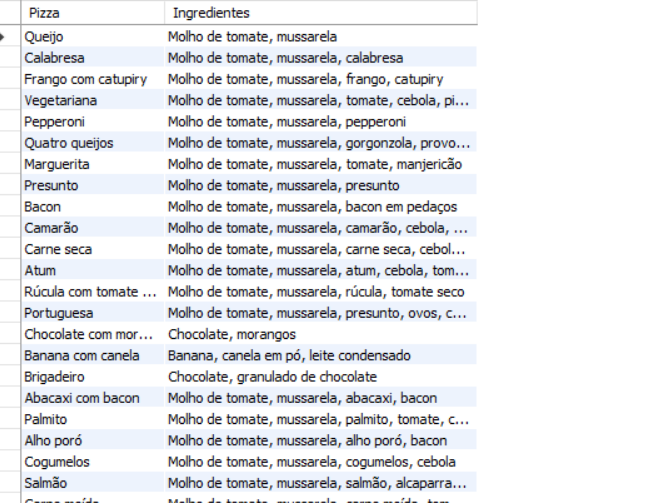 Pizza Ingredientes
Queijo Molho de tomate, mussarela
Calabresa Molho de tomate, mussarela, calabresa
Frango com catupiry Molho de tomate, mussarela, frango, catupiry
Vegetariana Molho de tomate, mussarela, tomate, cebola, pi...
Pepperoni Molho de tomate, mussarela, pepperoni
Quatro queijos Molho de tomate, mussarela, gorgonzola, provo...
Marguerita Molho de tomate, mussarela, tomate, manjericão
Presunto Molho de tomate, mussarela, presunto
Bacon Molho de tomate, mussarela, bacon em pedaços
Camarão Molho de tomate, mussarela, camarão, cebola, ...
Carne seca Molho de tomate, mussarela, carne seca, cebol...
Atum Molho de tomate, mussarela, atum, cebola, tom...
Rúcula com tomate ... Molho de tomate, mussarela, rúcula, tomate seco
Portuguesa Molho de tomate, mussarela, presunto, ovos, c...
Chocolate com mor... Chocolate, morangos
Banana com canela Banana, canela em pó, leite condensado
Brigadeiro Chocolate, granulado de chocolate
Abacaxi com bacon Molho de tomate, mussarela, abacaxi, bacon
Palmito Molho de tomate, mussarela, palmito, tomate, c...
Alho poró Molho de tomate, mussarela, alho poró, bacon
Cogumelos Molho de tomate, mussarela, cogumelos, cebola
Salmão Molho de tomate, mussarela, salmão, alcaparra...